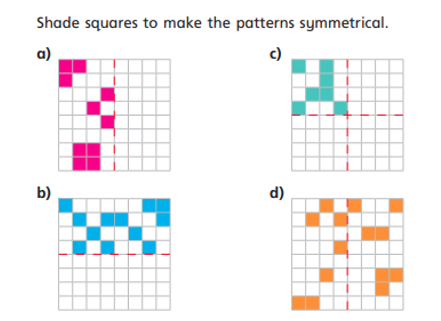 Shade squares to make the patterns symmetrical.
a)
c)
b)
d)